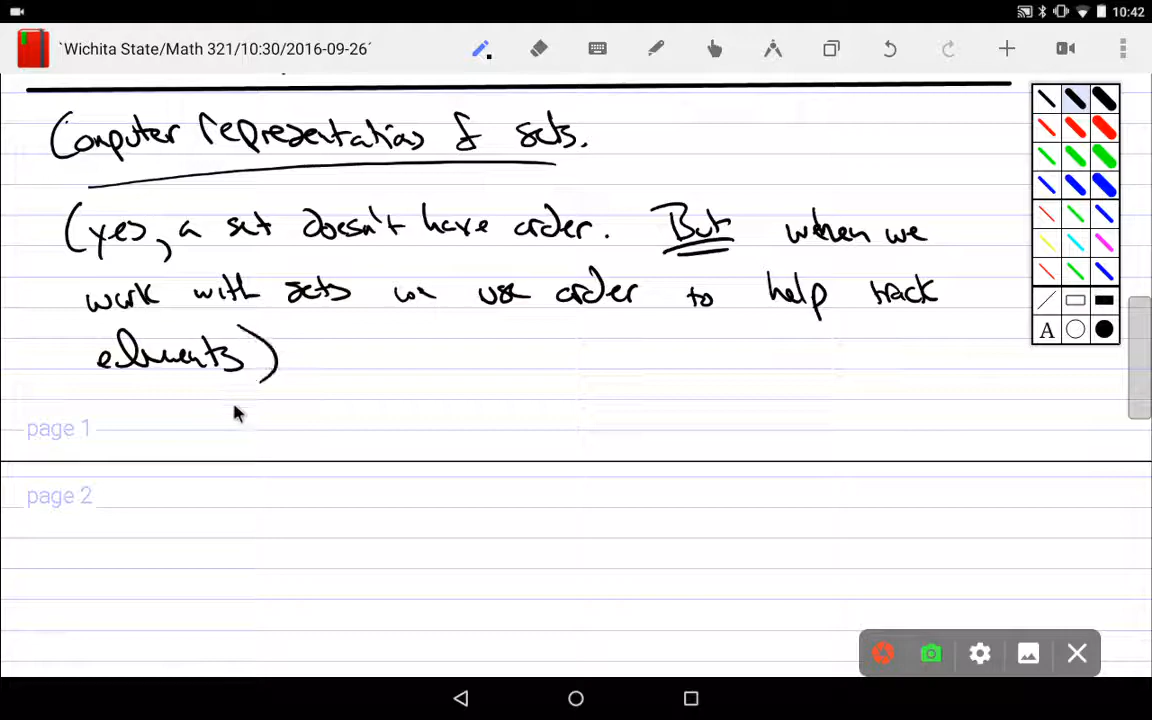 10:42
`Wichita State/Math 321/10:30/2016-09-26´
Computer representations of sets.
(yes, a set doesn't have order. But when we
work with sets we use order to help track
elements)
page 1
page 2
A